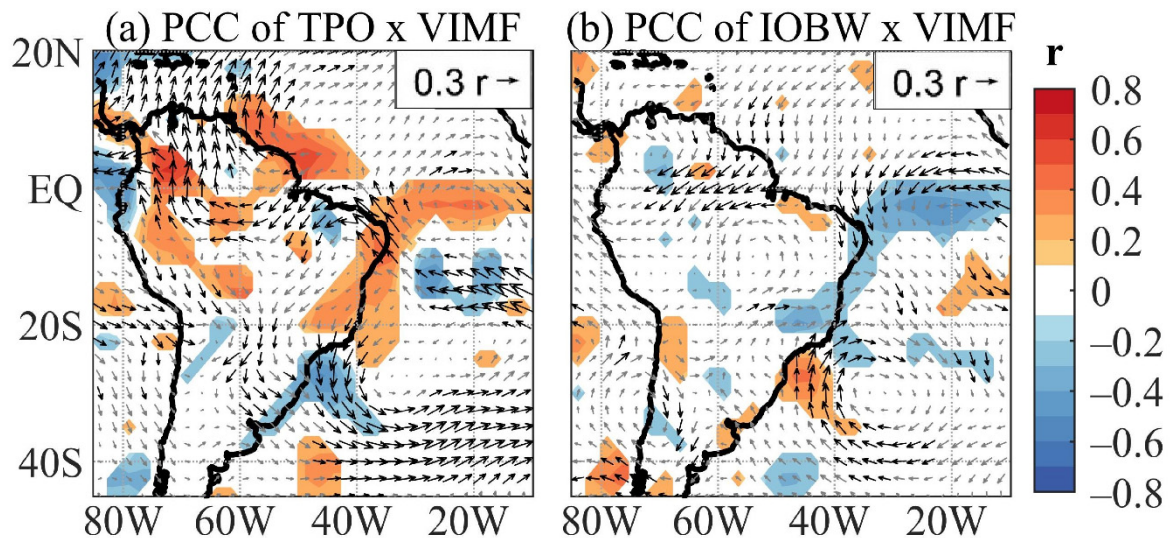 (a) PCC of TPO x VIMF (b) PCC of IOBW x VIMF
20N 0.3 r 0.3 r r
0.8
0.6
EQ 0.4
0.2
0
20S –0.2
–0.4
–0.6
40S –0.8
80W 60W 40W 20W 80W 60W 40W 20W